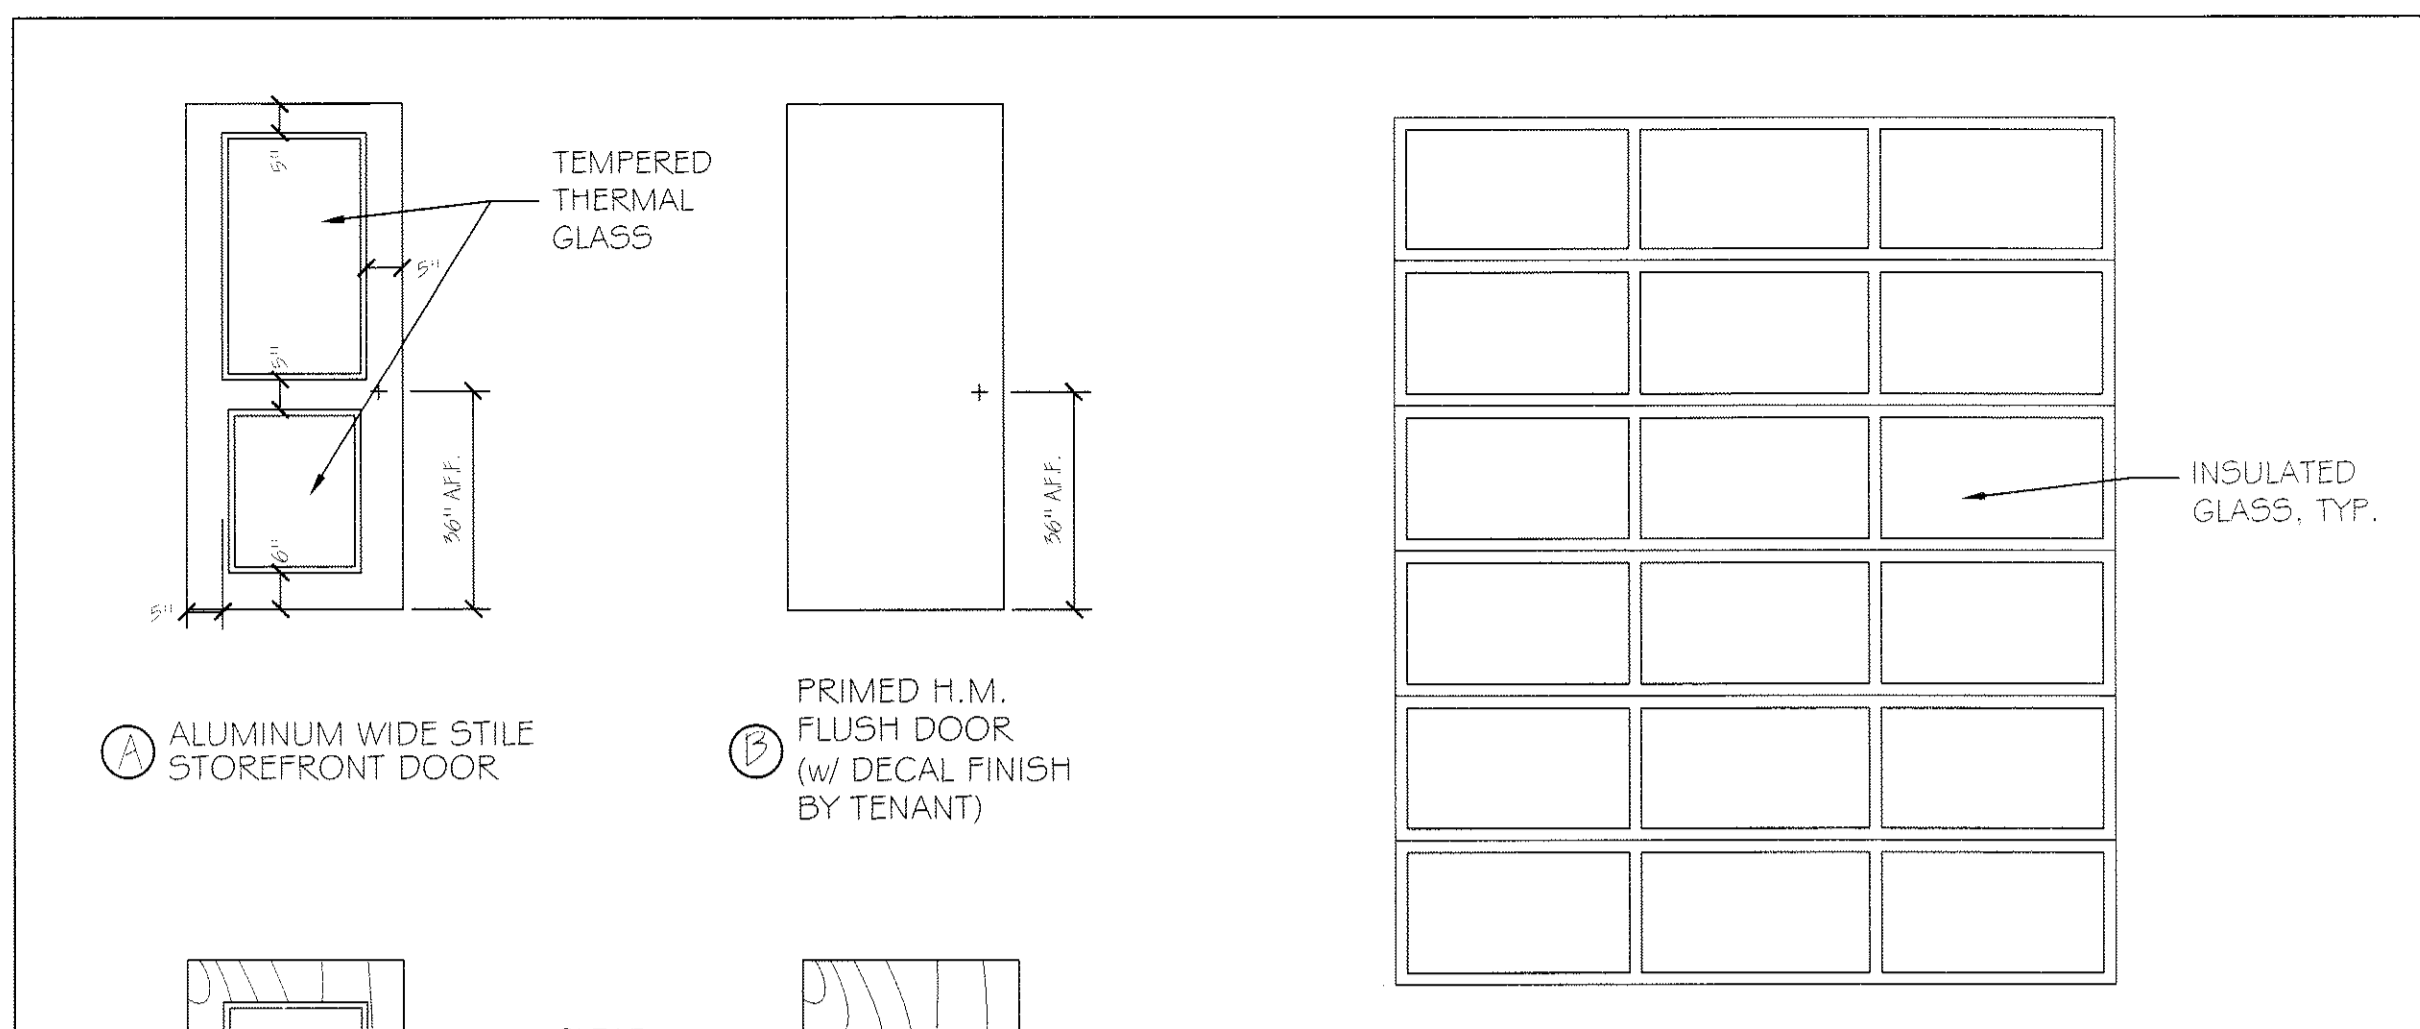 5"
TEMPERED
THERMAL
GLASS
5"
5"
36" A.F.F.
6"
5"
A
ALUMINUM WIDE STILE
STOREFRONT DOOR
36" A.F.F.
B
PRIMED H.M.
FLUSH DOOR
(w/ DECAL FINISH
BY TENANT)
INSULATED
GLASS, TYP.